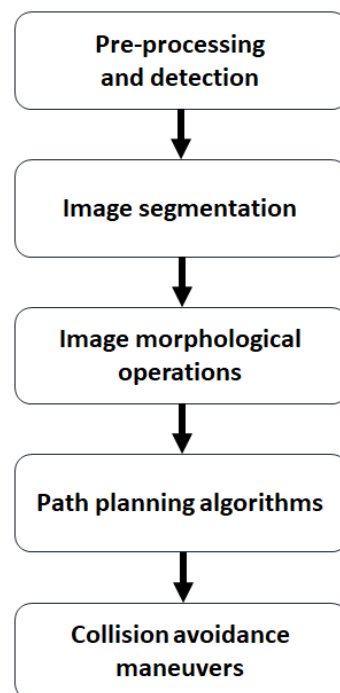 Pre-processing
and detection
Image segmentation
Image morphological
operations
Path planning algorithms
Collision avoidance
maneuvers